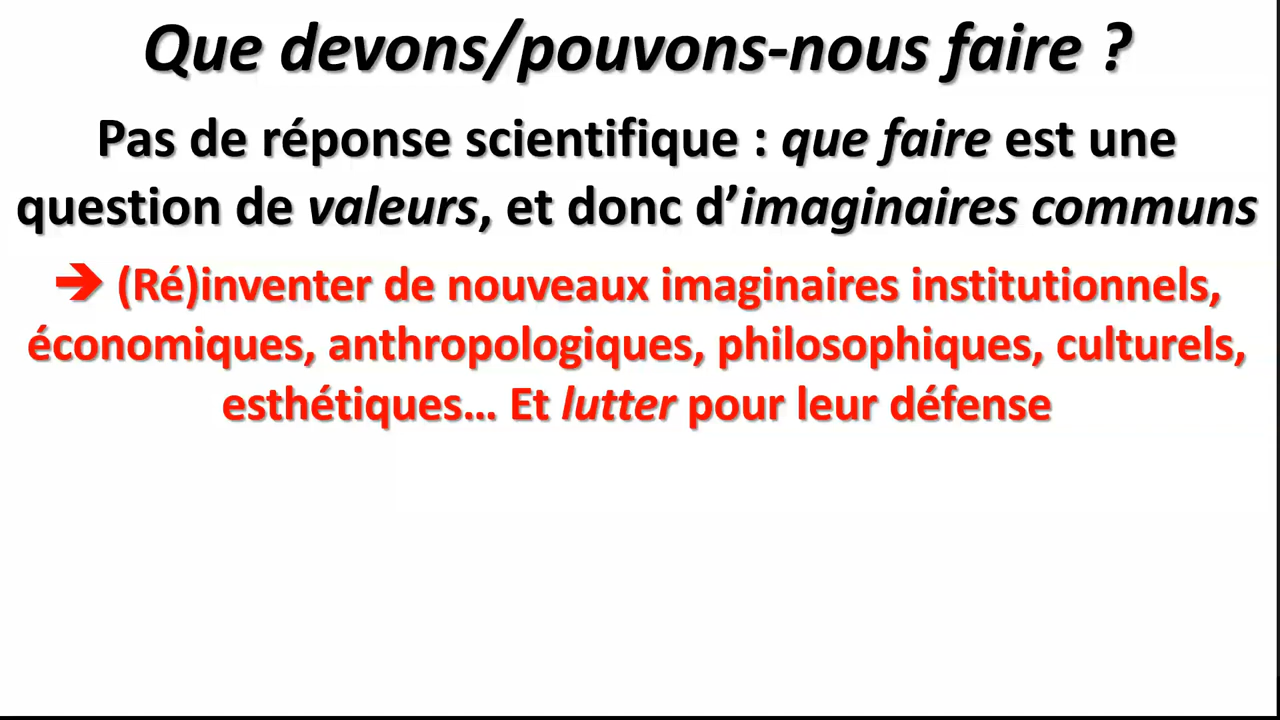 Que devons/pouvons-nous faire ?
Pas de réponse scientifique : que faire est une
question de valeurs, et donc d’imaginaires communs
➔ (Ré)inventer de nouveaux imaginaires institutionnels,
économiques, anthropologiques, philosophiques, culturels,
esthétiques… Et lutter pour leur défense